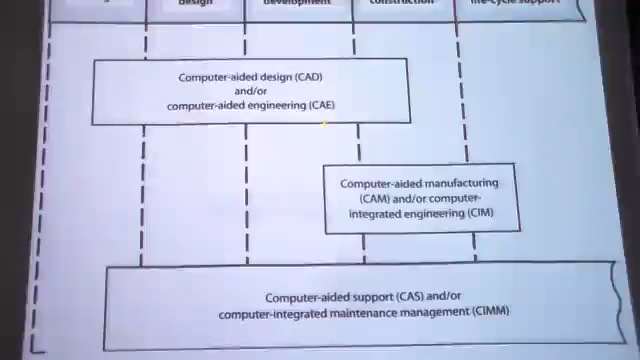 design
development
construction
life-cycle support
Computer-aided design (CAD)
and/or
computer-aided engineering (CAE)
Computer-aided manufacturing
(CAM) and/or computer-
integrated engineering (CIM)
Computer-aided support (CAS) and/or
computer-integrated maintenance management (CIMM)